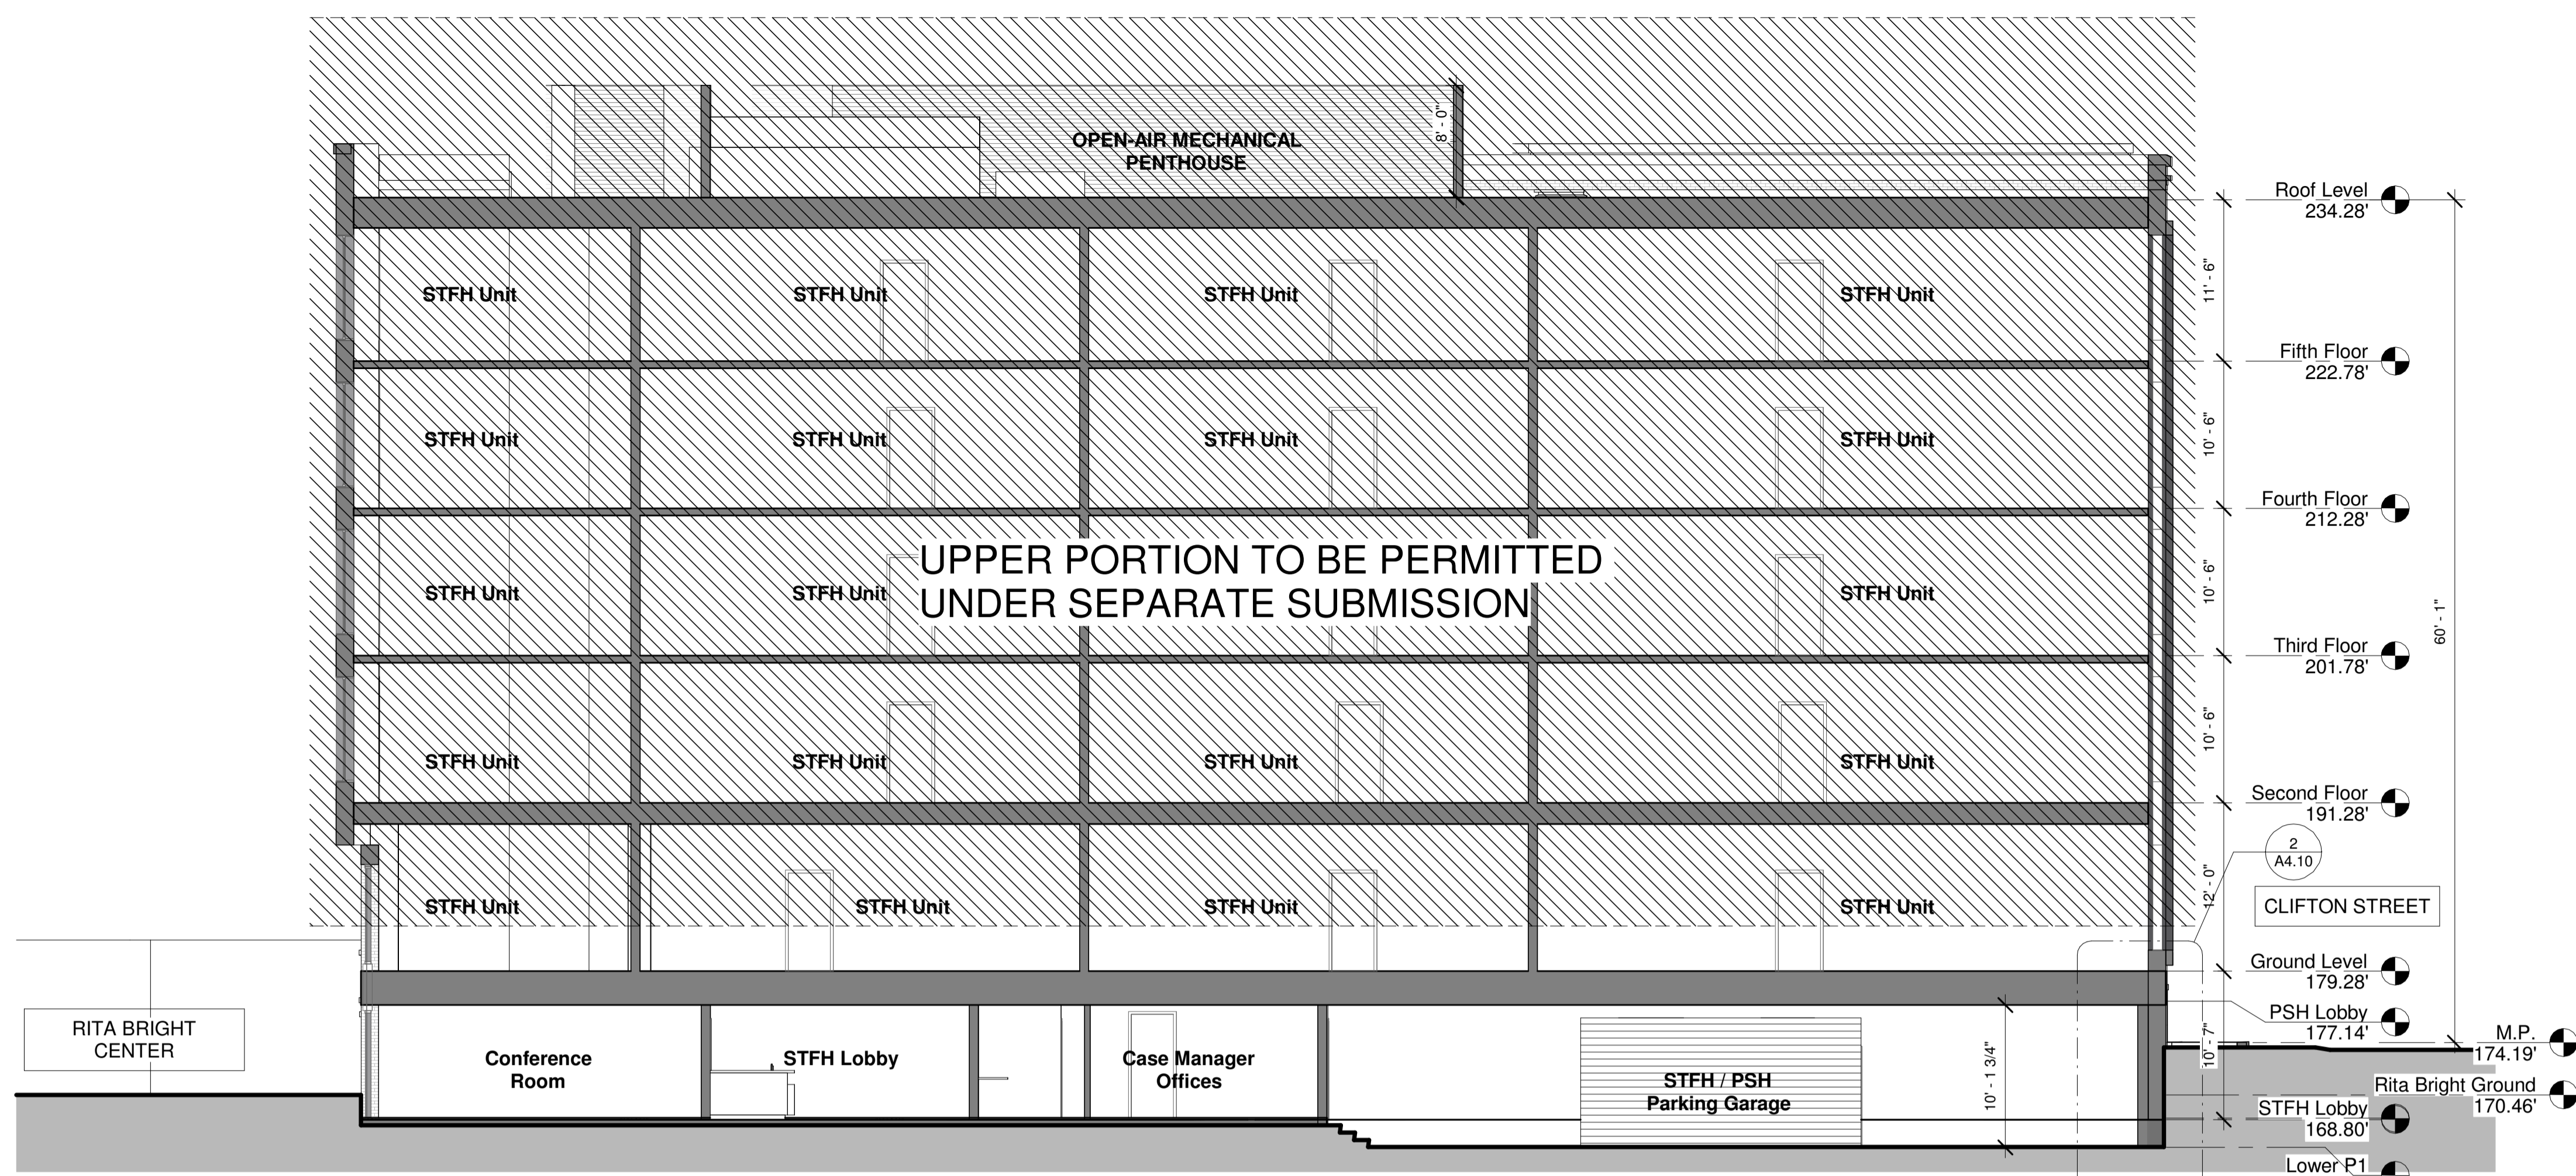 8' - 0"
OPEN-AIR MECHANICAL
PENTHOUSE
Roof Level
234.28'
STFH Unit
STFH Unit
STFH Unit
STFH Unit
11' - 6"
Fifth Floor
222.78'
STFH Unit
STFH Unit
STFH Unit
STFH Unit
10' - 6"
Fourth Floor
212.28'
UPPER PORTION TO BE PERMITTED
UNDER SEPARATE SUBMISSION
STFH Unit
STFH Unit
STFH Unit
10' - 6"
60' - 1"
Third Floor
201.78'
STFH Unit
STFH Unit
STFH Unit
STFH Unit
10' - 6"
Second Floor
191.28'
2
A4.10
STFH Unit
STFH Unit
STFH Unit
STFH Unit
12' - 0"
CLIFTON STREET
Ground Level
179.28'
RITA BRIGHT
CENTER
Conference
Room
STFH Lobby
Case Manager
Offices
STFH / PSH
Parking Garage
10' - 1 3/4"
10' - 7"
PSH Lobby
177.14'
M.P.
174.19'
Rita Bright Ground
170.46'
STFH Lobby
168.80'
Lower P1